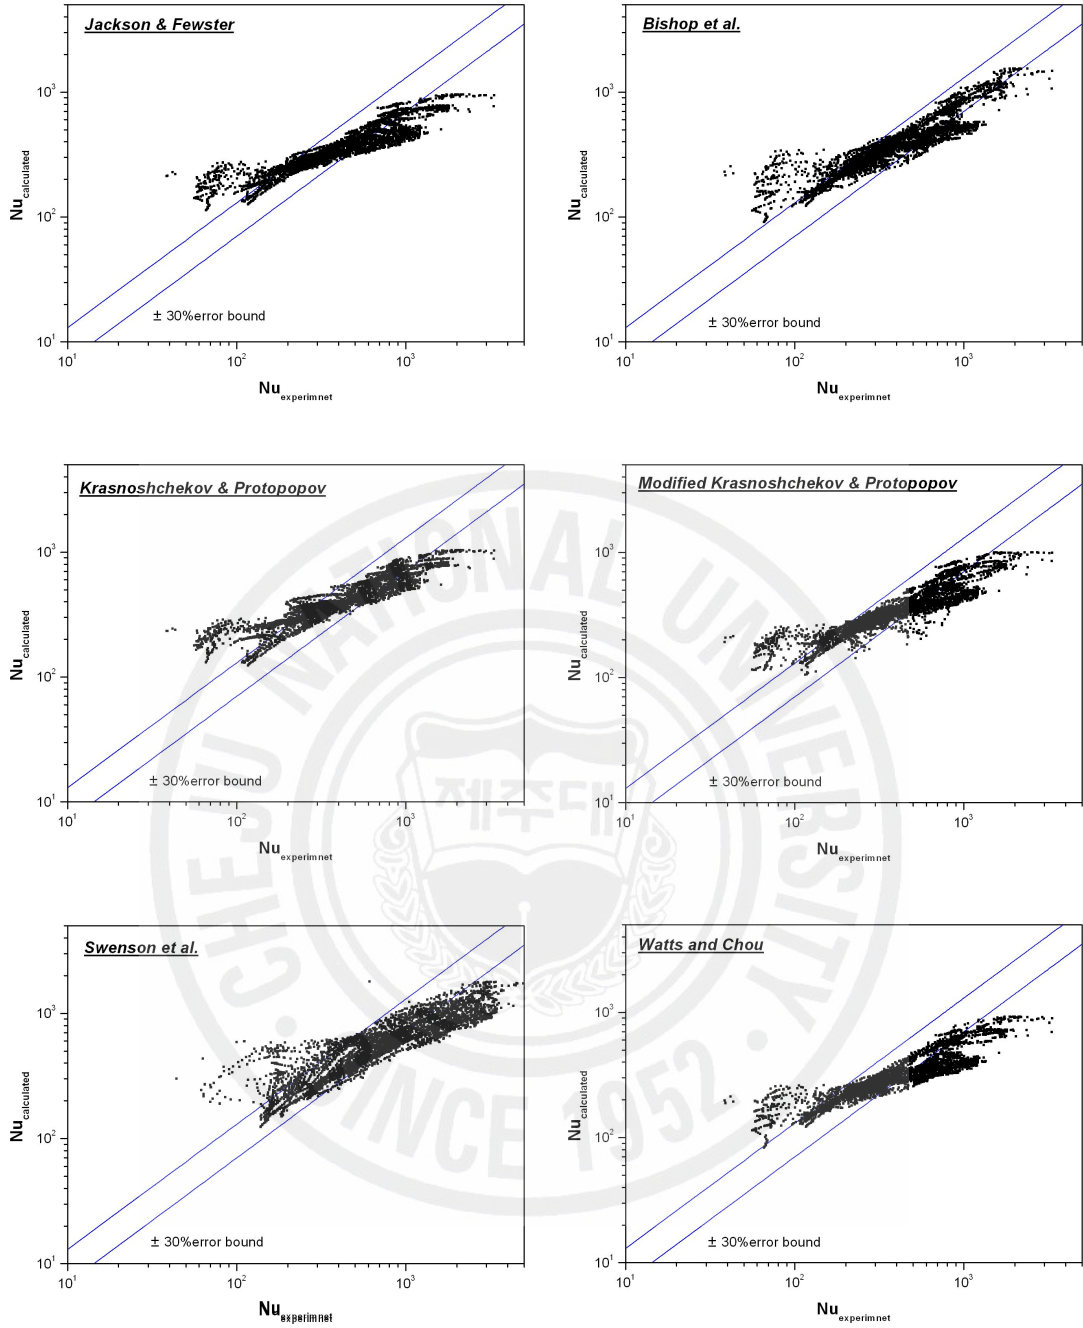 Jackson & Fewster
Nu calculated
10³
10²
10¹
± 30%error bound
10¹ 10² 10³
Nu experimnet
Bishop et al.
Nu calculated
10³
10²
10¹
± 30%error bound
10¹ 10² 10³
Nu experimnet
Krasnoshchekov & Protopopov
Nu calculated
10³
10²
10¹
± 30%error bound
10¹ 10² 10³
Nu experimnet
Modified Krasnoshchekov & Protopopov
Nu calculated
10³
10²
10¹
± 30%error bound
10¹ 10² 10³
Nu experimnet
Swenson et al.
Nu calculated
10³
10²
10¹
± 30%error bound
10¹ 10² 10³
Nu experimnet
Watts and Chou
Nu calculated
10³
10²
10¹
± 30%error bound
10¹ 10² 10³
Nu experimnet
CHEJU NATIONAL UNIVERSITY
제주대
SINCE 1952